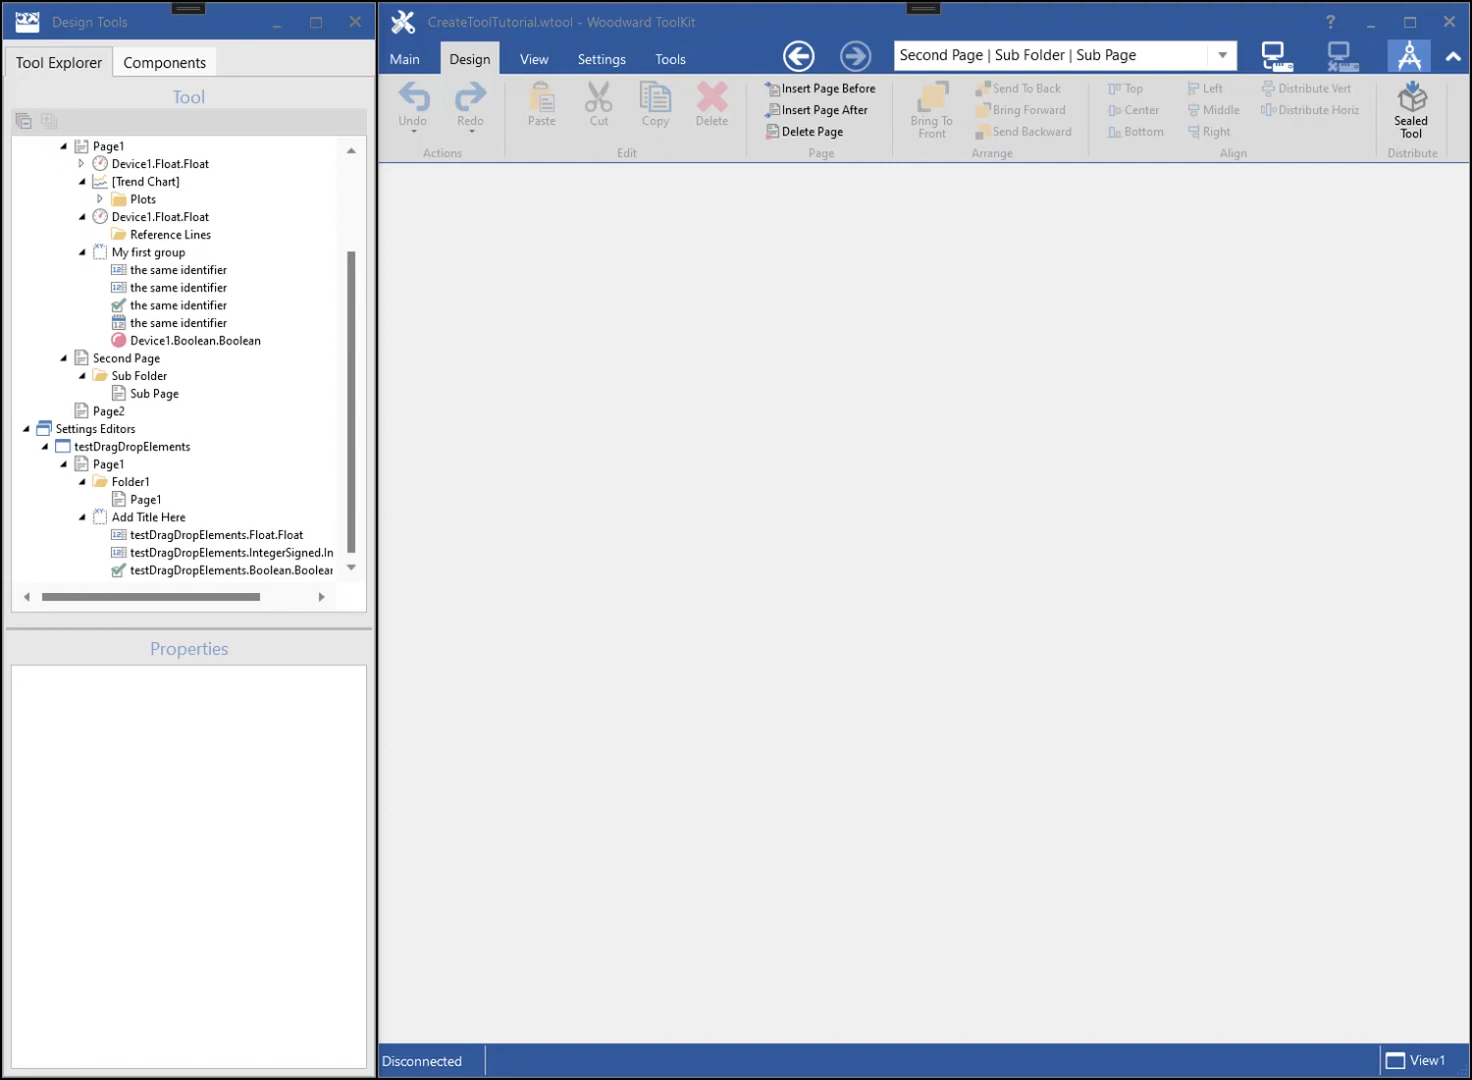 Design Tools
Tool Explorer
Components
Tool
Page1
Device1.Float.Float
[Trend Chart]
Plots
Device1.Float.Float
Reference Lines
My first group
the same identifier
the same identifier
the same identifier
the same identifier
Device1.Boolean.Boolean
Second Page
Sub Folder
Sub Page
Page2
Settings Editors
testDragDropElements
Page1
Folder1
Page1
Add Title Here
testDragDropElements.Float.Float
testDragDropElements.IntegerSigned.In
testDragDropElements.Boolean.Boolear
Properties
CreateToolTutorial.wtool - Woodward ToolKit
?
Main
Design
View
Settings
Tools
Second Page | Sub Folder | Sub Page
Undo
Redo
Actions
Paste
Cut
Copy
Delete
Edit
Insert Page Before
Insert Page After
Delete Page
Page
Bring To
Front
Send To Back
Bring Forward
Send Backward
Arrange
Top
Center
Bottom
Left
Middle
Right
Distribute Vert
Distribute Horiz
Align
Sealed
Tool
Distribute
Disconnected
View1